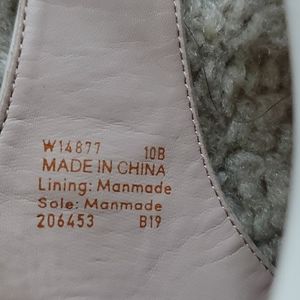 W14877 10B
MADE IN CHINA
Lining: Manmade
Sole: Manmade
206453 B19